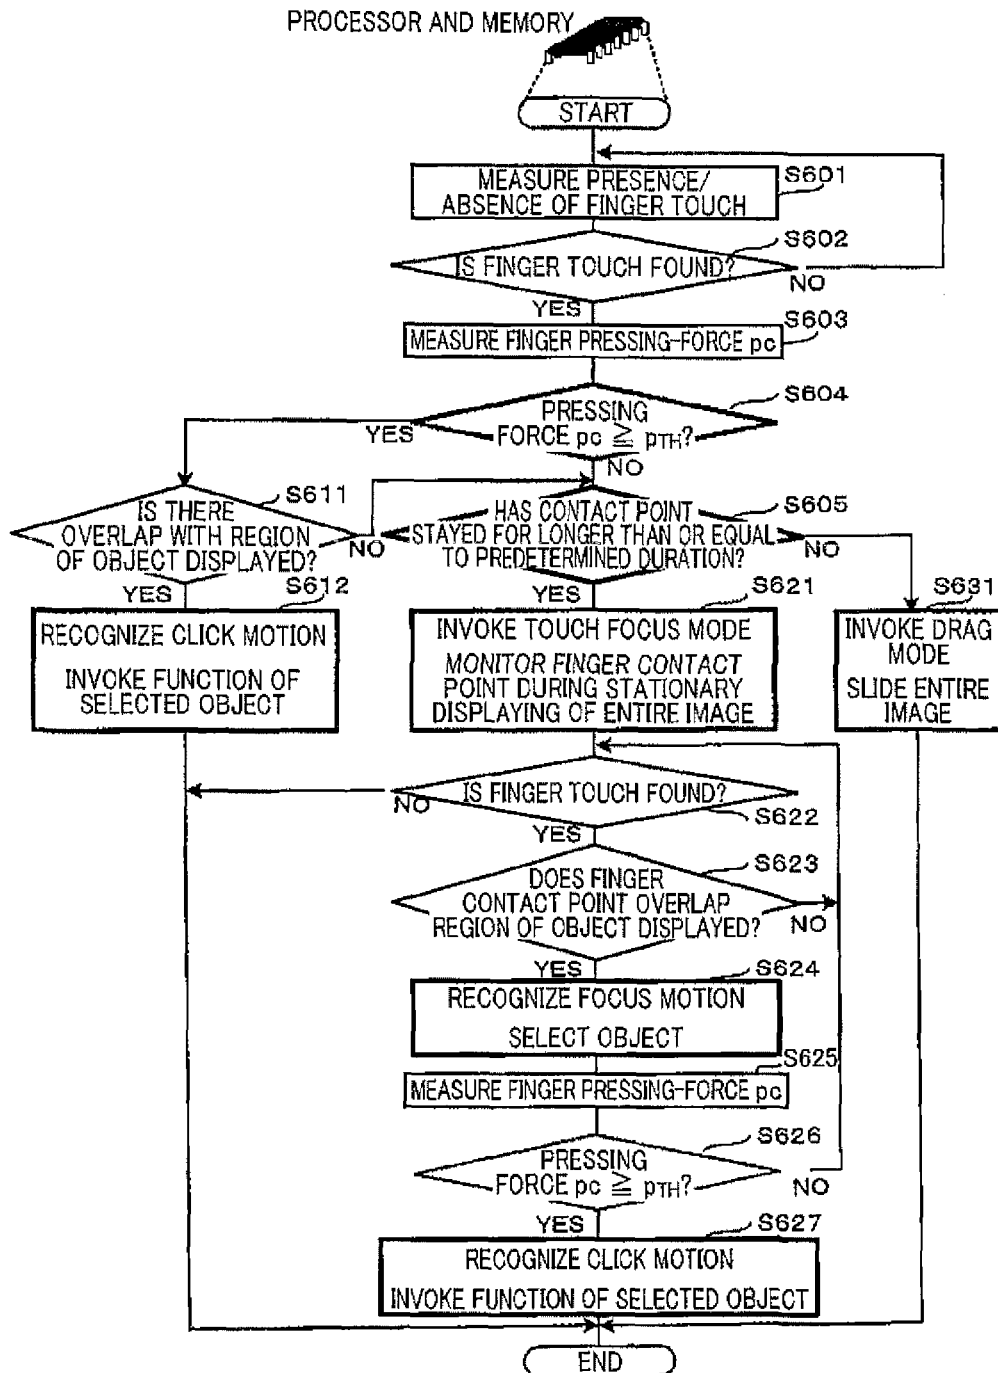 PROCESSOR AND MEMORY
START
MEASURE PRESENCE/
ABSENCE OF FINGER TOUCH
S601
IS FINGER TOUCH FOUND?
S602
NO
YES
MEASURE FINGER PRESSING-FORCE pc
S603
PRESSING
FORCE pc ≧ pTH?
S604
YES
NO
IS THERE
OVERLAP WITH REGION
OF OBJECT DISPLAYED?
S611
NO
YES
HAS CONTACT POINT
STAYED FOR LONGER THAN OR EQUAL
TO PREDETERMINED DURATION?
S605
NO
YES
S612
RECOGNIZE CLICK MOTION
INVOKE FUNCTION OF
SELECTED OBJECT
S621
INVOKE TOUCH FOCUS MODE
MONITOR FINGER CONTACT
POINT DURING STATIONARY
DISPLAYING OF ENTIRE IMAGE
S631
INVOKE DRAG
MODE
SLIDE ENTIRE
IMAGE
IS FINGER TOUCH FOUND?
NO
S622
YES
DOES FINGER
CONTACT POINT OVERLAP
REGION OF OBJECT DISPLAYED?
S623
NO
YES
S624
RECOGNIZE FOCUS MOTION
SELECT OBJECT
S625
MEASURE FINGER PRESSING-FORCE pc
S626
PRESSING
FORCE pc ≧ pTH?
NO
YES
S627
RECOGNIZE CLICK MOTION
INVOKE FUNCTION OF SELECTED OBJECT
END